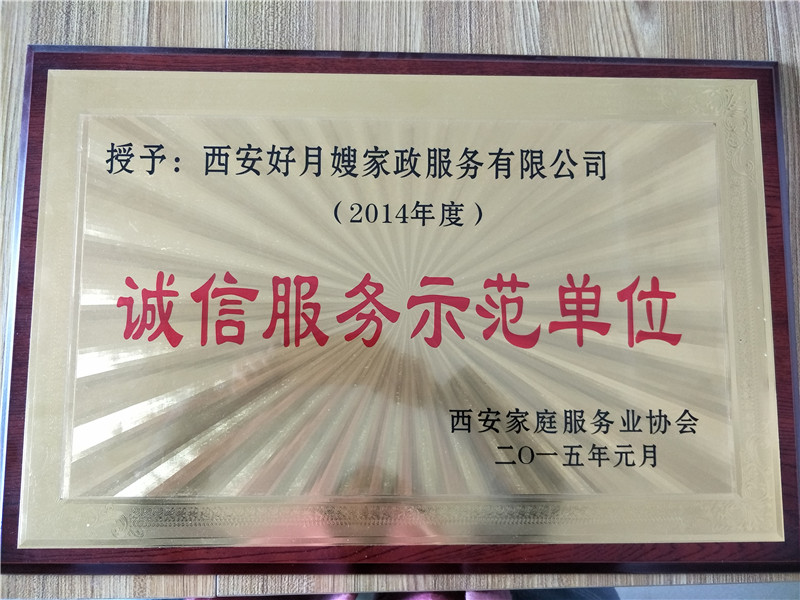 授予：西安好月嫂家政服务有限公司
（2014年度）
诚信服务示范单位
西安家庭服务业协会
二〇一五年元月